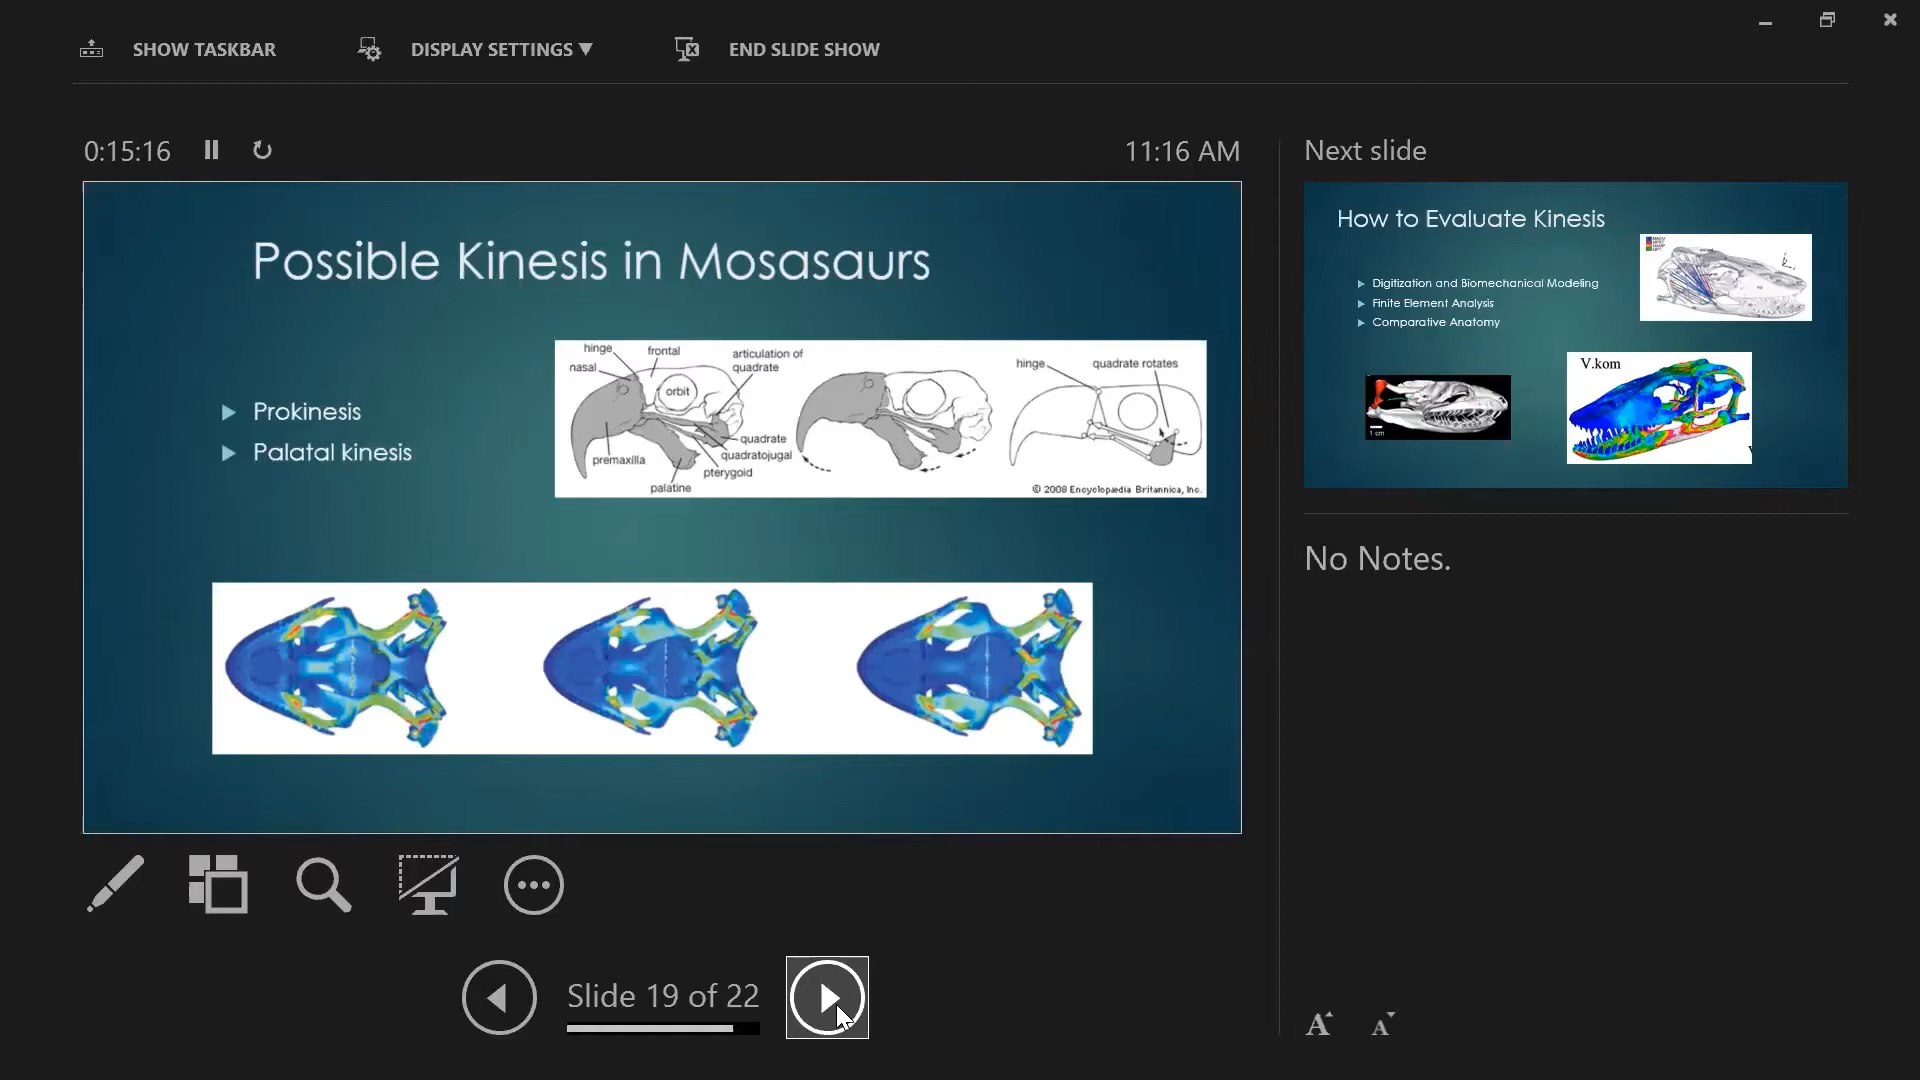 SHOW TASKBAR
DISPLAY SETTINGS ▼
END SLIDE SHOW
0:15:16
11:16 AM
Next slide
Possible Kinesis in Mosasaurs
Prokinesis
Palatal kinesis
hinge
frontal
articulation of
quadrate
nasal
orbit
premaxilla
quadrate
quadratojugal
pterygoid
palatine
hinge
quadrate rotates
© 2008 Encyclopædia Britannica, Inc.
How to Evaluate Kinesis
Digitization and Biomechanical Modeling
Finite Element Analysis
Comparative Anatomy
V.kom
1 cm
No Notes.
Slide 19 of 22
A
A